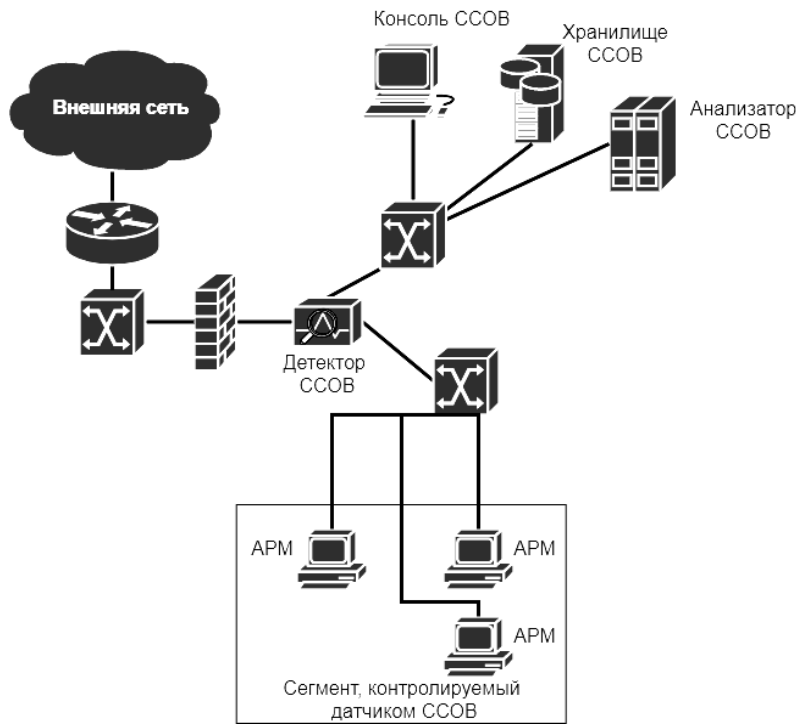 Консоль ССОВ
Хранилище
ССОВ
Внешняя сеть
Анализатор
ССОВ
Детектор
ССОВ
АРМ
АРМ
АРМ
Сегмент, контролируемый
датчиком ССОВ